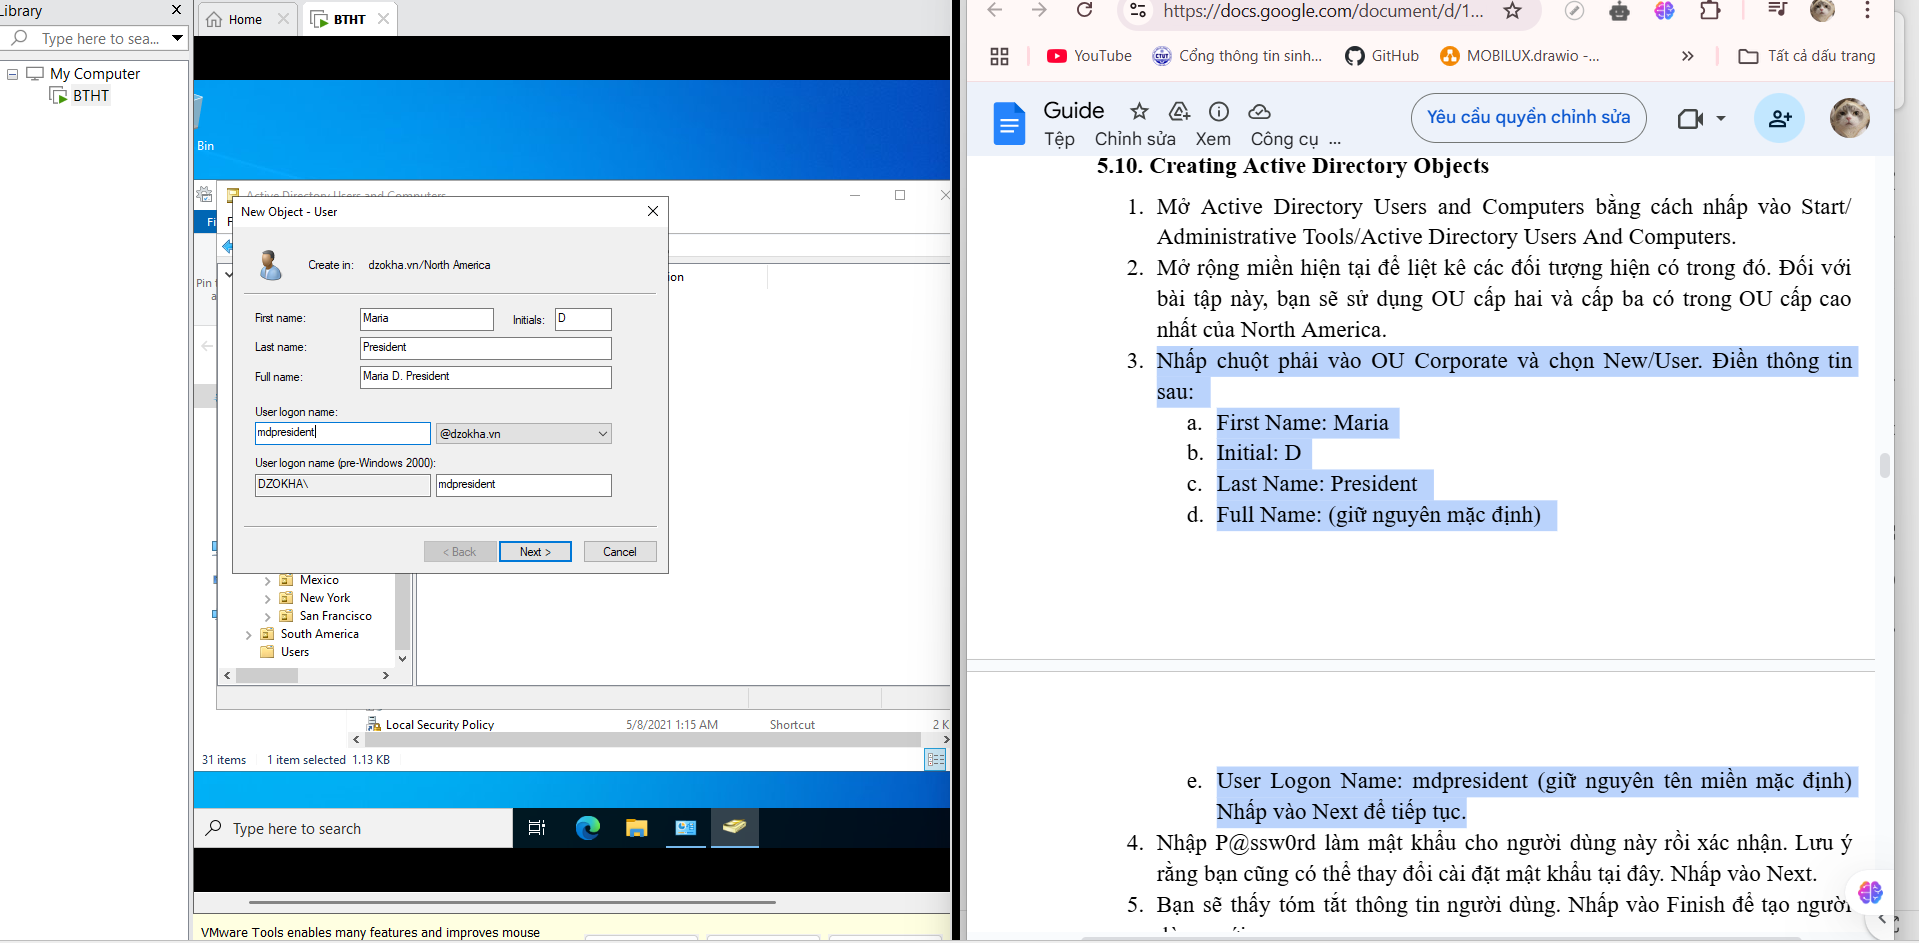 Library
Type here to sea...
My Computer
BTHT
Home
BTHT
Bin
Active Directory Users and Computers
Fi
F
Pin
a
ion
New Object - User
Create in: dzokha.vn/North America
First name: Maria Initials: D
Last name: President
Full name: Maria D. President
User logon name:
mdpresident @dzokha.vn
User logon name (pre-Windows 2000):
DZOKHA\ mdpresident
< Back Next > Cancel
Mexico
New York
San Francisco
South America
Users
Local Security Policy 5/8/2021 1:15 AM Shortcut 2 K
31 items 1 item selected 1.13 KB
Type here to search
VMware Tools enables many features and improves mouse
https://docs.google.com/document/d/1...
YouTube Cổng thông tin sinh... GitHub MOBILUX.drawio -... » Tất cả dấu trang
Guide
Tệp Chỉnh sửa Xem Công cụ ...
Yêu cầu quyền chỉnh sửa
5.10. Creating Active Directory Objects
1. Mở Active Directory Users and Computers bằng cách nhấp vào Start/
Administrative Tools/Active Directory Users And Computers.
2. Mở rộng miền hiện tại để liệt kê các đối tượng hiện có trong đó. Đối với
bài tập này, bạn sẽ sử dụng OU cấp hai và cấp ba có trong OU cấp cao
nhất của North America.
3. Nhấp chuột phải vào OU Corporate và chọn New/User. Điền thông tin
sau:
a. First Name: Maria
b. Initial: D
c. Last Name: President
d. Full Name: (giữ nguyên mặc định)
e. User Logon Name: mdpresident (giữ nguyên tên miền mặc định)
Nhấp vào Next để tiếp tục.
4. Nhập P@ssw0rd làm mật khẩu cho người dùng này rồi xác nhận. Lưu ý
rằng bạn cũng có thể thay đổi cài đặt mật khẩu tại đây. Nhấp vào Next.
5. Bạn sẽ thấy tóm tắt thông tin người dùng. Nhấp vào Finish để tạo người